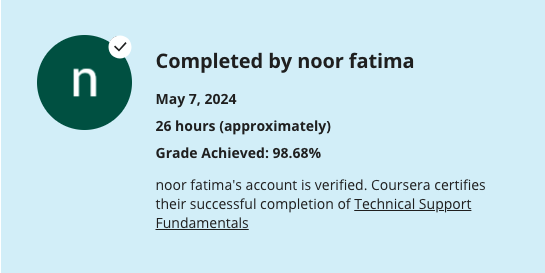 n
Completed by noor fatima
May 7, 2024
26 hours (approximately)
Grade Achieved: 98.68%
noor fatima's account is verified. Coursera certifies
their successful completion of Technical Support
Fundamentals